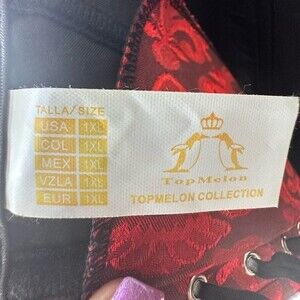 TALLA/SIZE
USA 1XL
COL 1XL
MEX 1XL
VZLA 1XL
EUR 1XL
TopMelon
TOPMELON COLLECTION